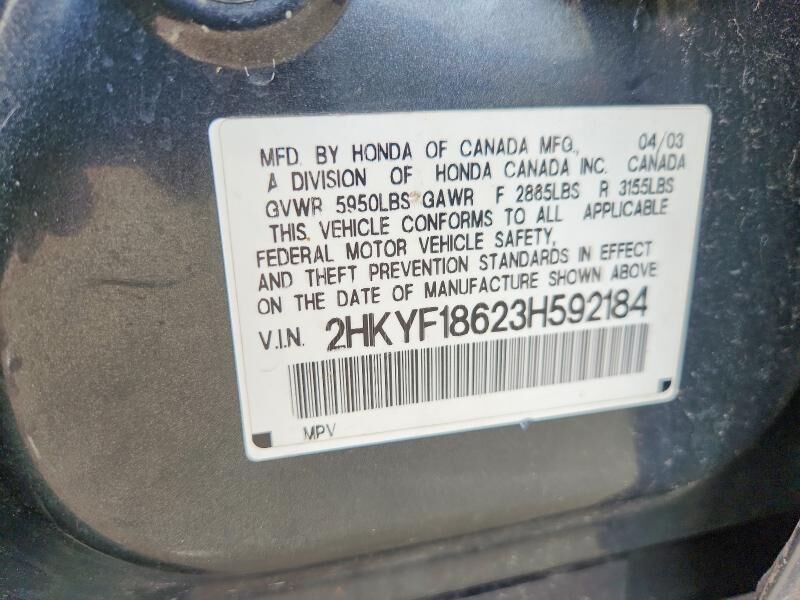 MFD. BY HONDA OF CANADA MFG., 04/03
A DIVISION OF HONDA CANADA INC. CANADA
GVWR 5950LBS GAWR F 2885LBS R 3155LBS
THIS VEHICLE CONFORMS TO ALL APPLICABLE
FEDERAL MOTOR VEHICLE SAFETY,
AND THEFT PREVENTION STANDARDS IN EFFECT
ON THE DATE OF MANUFACTURE SHOWN ABOVE
V.I.N. 2HKYF18623H592184
MPV